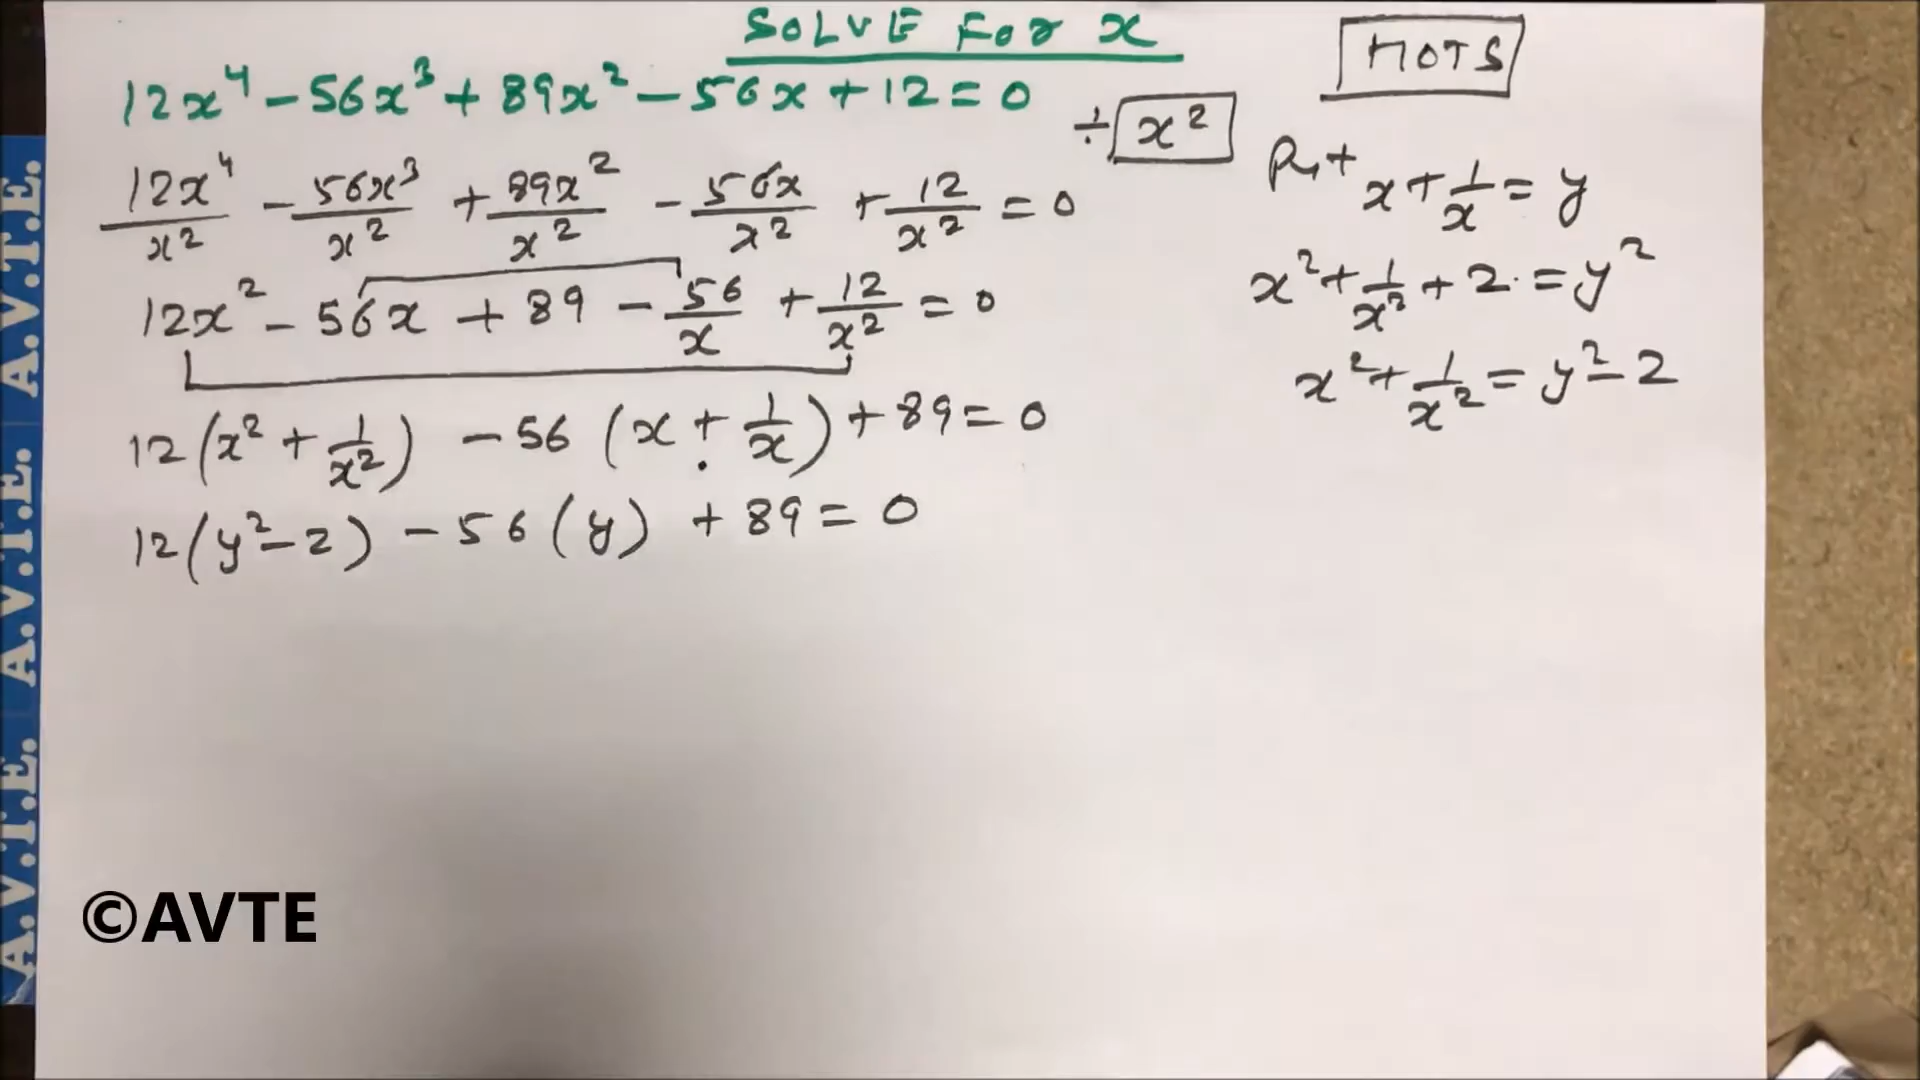 SOLVE FOR x
HOTS
12x⁴ - 56x³ + 89x² - 56x + 12 = 0
÷ x²
12x⁴/x² - 56x³/x² + 89x²/x² - 56x/x² + 12/x² = 0
12x² - 56x + 89 - 56/x + 12/x² = 0
12(x² + 1/x²) - 56(x + 1/x) + 89 = 0
12(y² - 2) - 56(y) + 89 = 0
Put x + 1/x = y
x² + 1/x² + 2 = y²
x² + 1/x² = y² - 2
A.V.T.E. A.V.T.E. A.V.T.E. A.V.T.E.
©AVTE